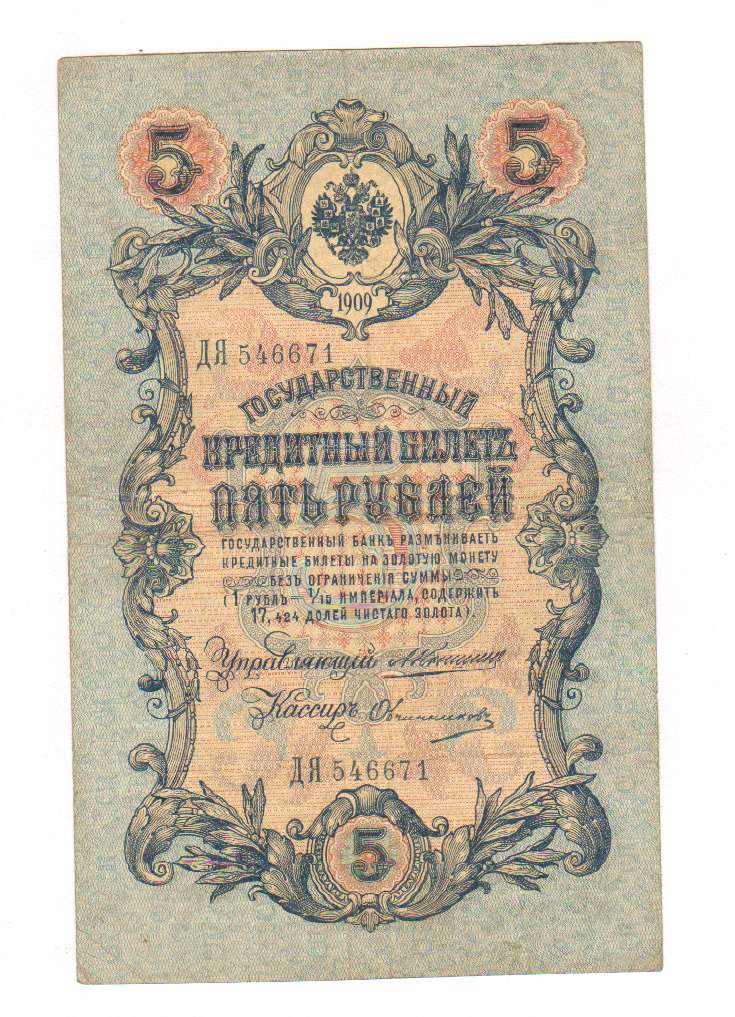 5 5
1909
ДЯ 546671
ГОСУДАРСТВЕННЫЙ
КРЕДИТНЫЙ БИЛЕТЪ
ПЯТЬ РУБЛЕЙ
ГОСУДАРСТВЕННЫЙ БАНКЪ РАЗМѢНИВАЕТЪ
КРЕДИТНЫЕ БИЛЕТЫ НА ЗОЛОТУЮ МОНЕТУ
БЕЗЪ ОГРАНИЧЕНІЯ СУММЫ
(1 РУБЛЬ = 1/15 ИМПЕРІАЛА, СОДЕРЖИТЪ
17,424 ДОЛЕЙ ЧИСТАГО ЗОЛОТА).
Управляющій
Кассиръ Овчинниковъ
ДЯ 546671
5